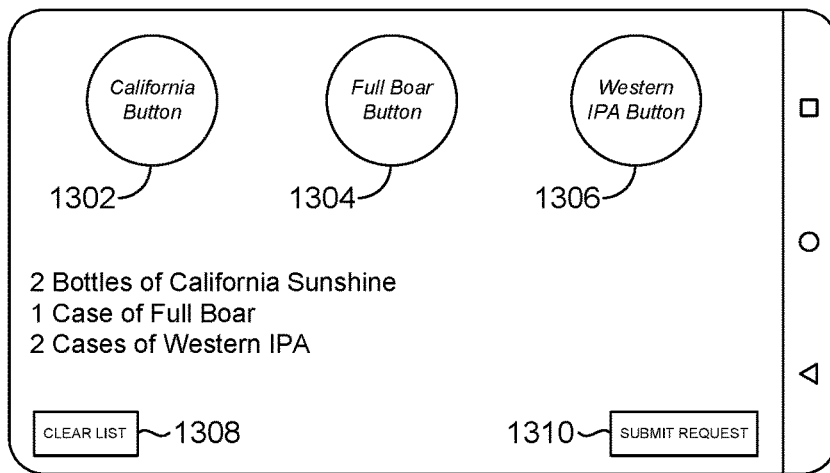 California
Button
Full Boar
Button
Western
IPA Button
1302
1304
1306
2 Bottles of California Sunshine
1 Case of Full Boar
2 Cases of Western IPA
CLEAR LIST
1308
1310
SUBMIT REQUEST